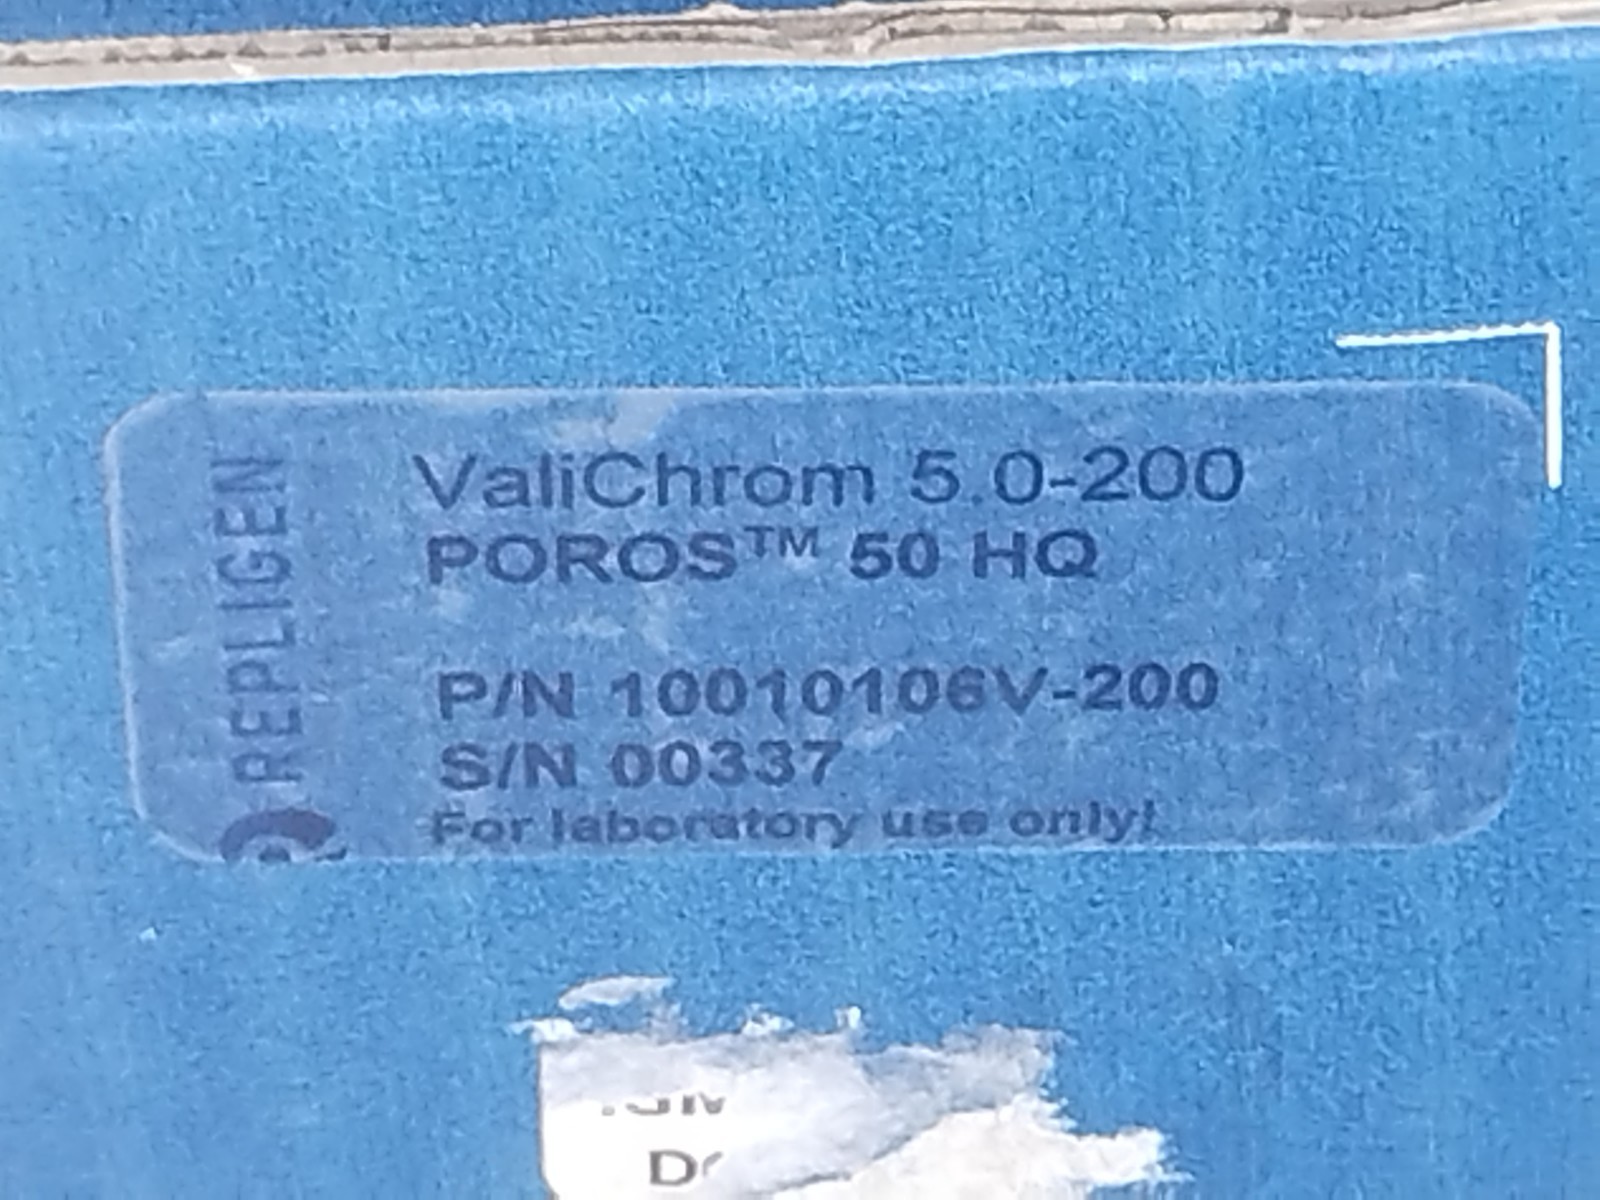 REPLIGEN
ValiChrom 5.0-200
POROS™ 50 HQ
P/N 10010106V-200
S/N 00337
For laboratory use only!